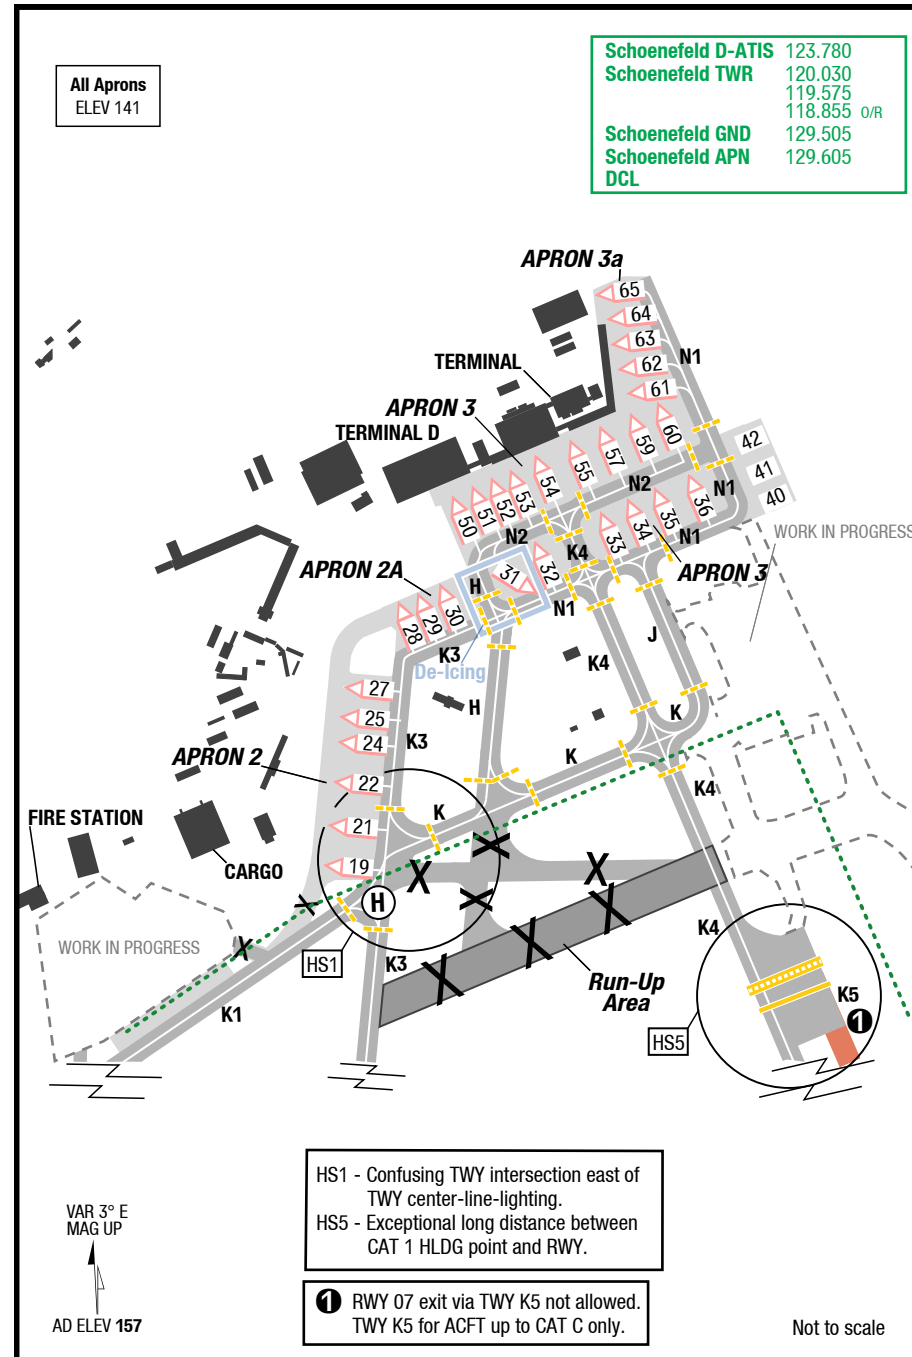 All Aprons
ELEV 141
Schoenefeld D-ATIS 123.780
Schoenefeld TWR 120.030
119.575
118.855 O/R
Schoenefeld GND 129.505
Schoenefeld APN 129.605
DCL
APRON 3a
65
64
63
N1
62
61
TERMINAL
APRON 3
TERMINAL D
60
59
57
55
54
53
52
51
50
42
41
40
N2
N1
36
35
34
33
N1
N2
K4
32
31
H
N1
WORK IN PROGRESS
APRON 3
APRON 2A
30
29
28
K3
De-Icing
K4
J
27
25
24
22
21
19
H
K3
K
K
K
K4
APRON 2
FIRE STATION
CARGO
X
X
X
X
X
X
X
X
X
H
WORK IN PROGRESS
HS1
K3
K1
K4
Run-Up
Area
K5
1
HS5
HS1 - Confusing TWY intersection east of
TWY center-line-lighting.
HS5 - Exceptional long distance between
CAT 1 HLDG point and RWY.
VAR 3° E
MAG UP
AD ELEV 157
1 RWY 07 exit via TWY K5 not allowed.
TWY K5 for ACFT up to CAT C only.
Not to scale